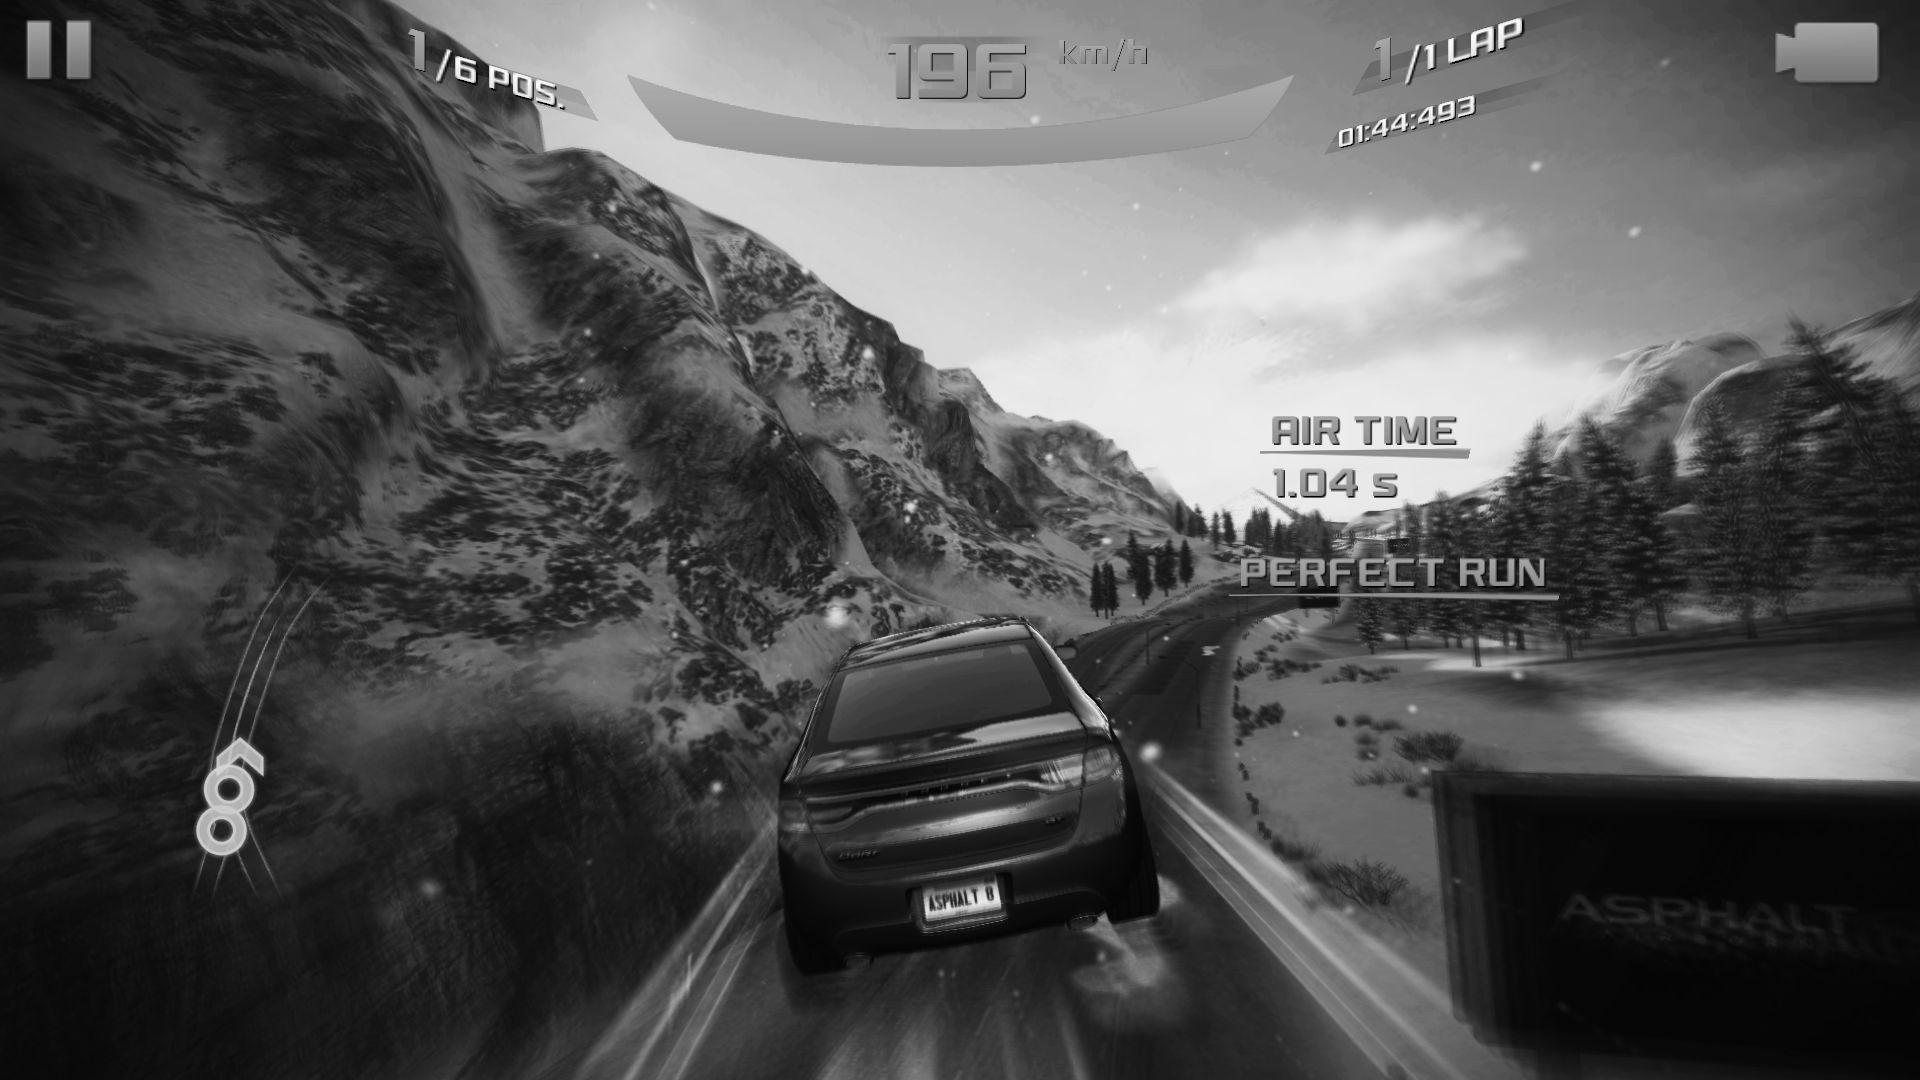 1/6 POS.
196 km/h
1/1 LAP
01:44:493
AIR TIME
1.04 s
PERFECT RUN
DART
ASPHALT 8
ASPHALT